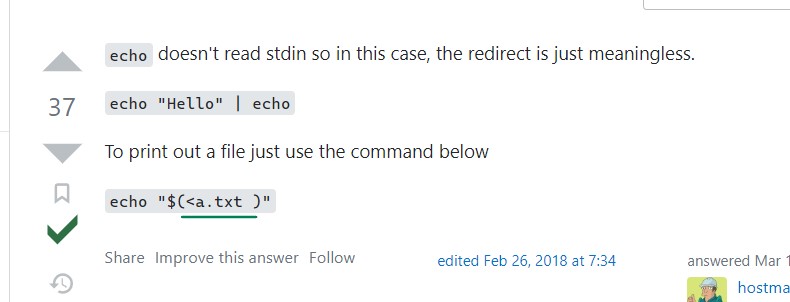 echo doesn't read stdin so in this case, the redirect is just meaningless.
37
echo "Hello" | echo
To print out a file just use the command below
echo "$(<a.txt )"
Share Improve this answer Follow
edited Feb 26, 2018 at 7:34
answered Mar 1
hostma